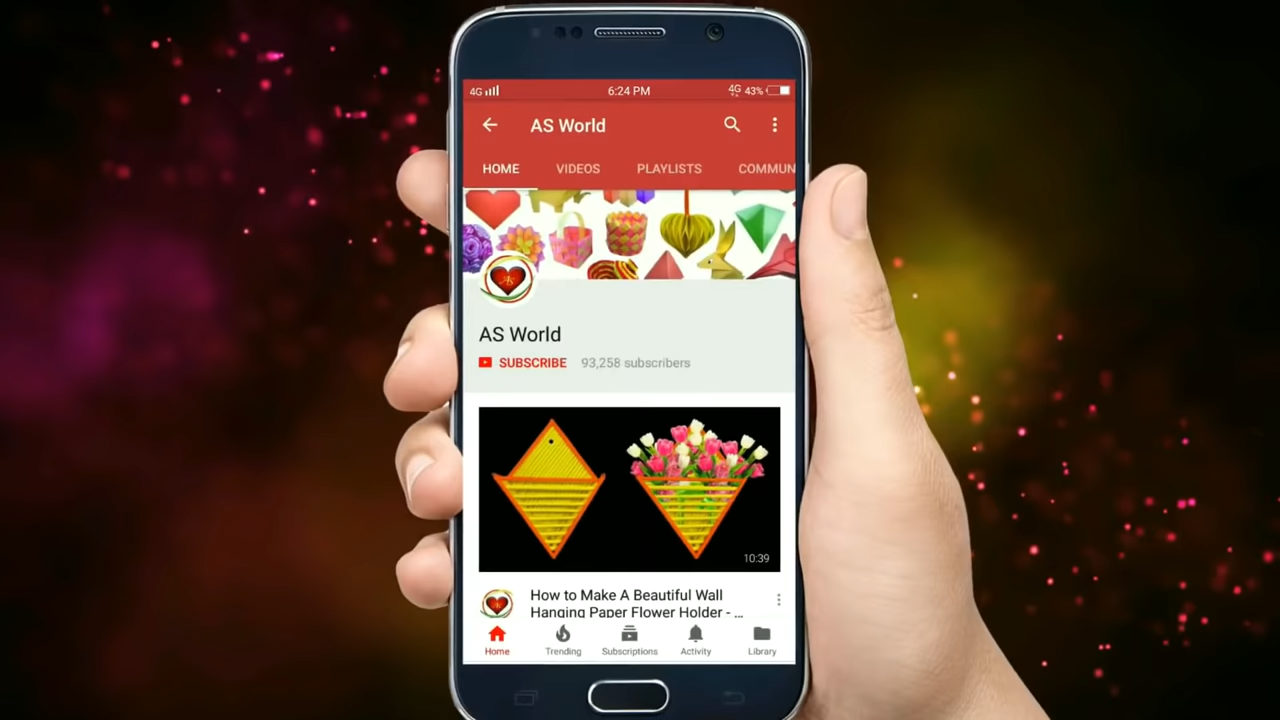 4G 6:24 PM 4G 43%
AS World
HOME VIDEOS PLAYLISTS COMMUN
AS
AS World
SUBSCRIBE 93,258 subscribers
10:39
How to Make A Beautiful Wall
Hanging Paper Flower Holder - ...
Home Trending Subscriptions Activity Library